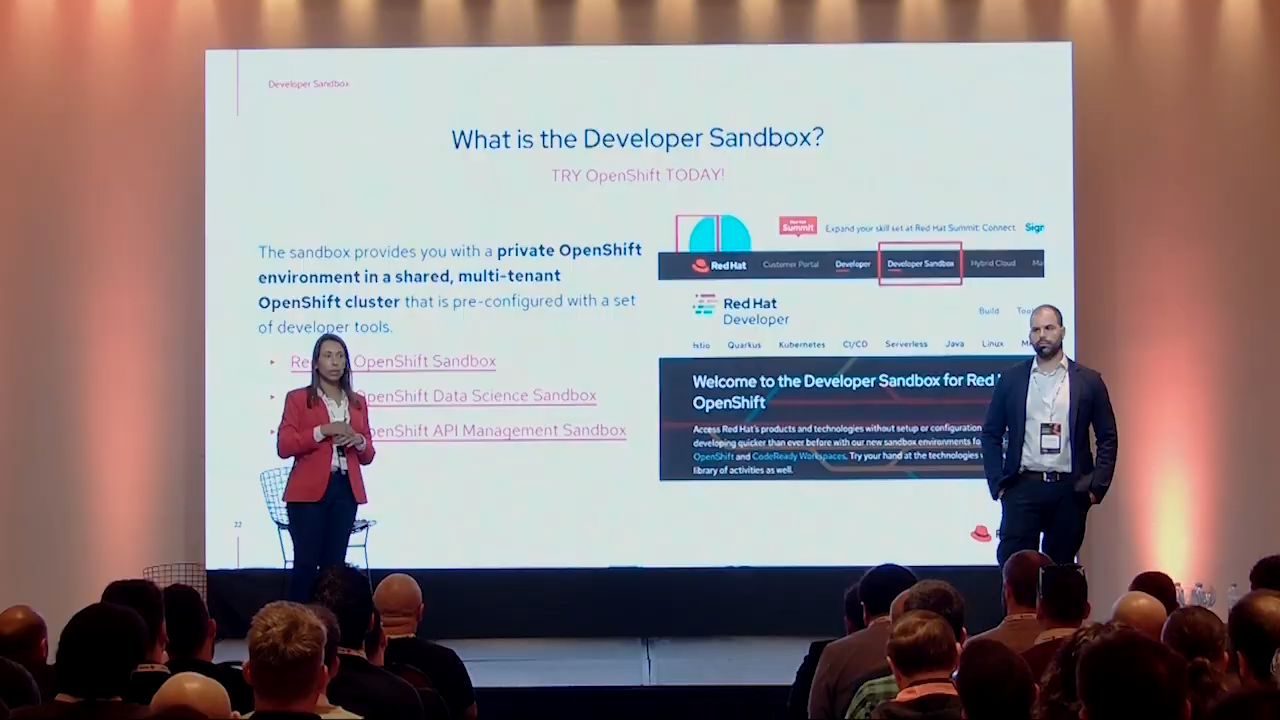 Developer Sandbox
What is the Developer Sandbox?
TRY OpenShift TODAY!
The sandbox provides you with a private OpenShift
environment in a shared, multi-tenant
OpenShift cluster that is pre-configured with a set
of developer tools.
OpenShift Sandbox
OpenShift Data Science Sandbox
OpenShift API Management Sandbox
22
Summit
Expand your skill set at Red Hat Summit: Connect.
Red Hat
Customer Portal
Developer
Developer Sandbox
Hybrid Cloud
Red Hat
Developer
Build
Istio Quarkus Kubernetes CI/CD Serverless Java Linux
Welcome to the Developer Sandbox for Red
OpenShift
Access Red Hat's products and technologies without setup or configuration
developing quicker than ever before with our new sandbox environments
OpenShift and CodeReady Workspaces. Try your hand at the technologies
library of activities as well.